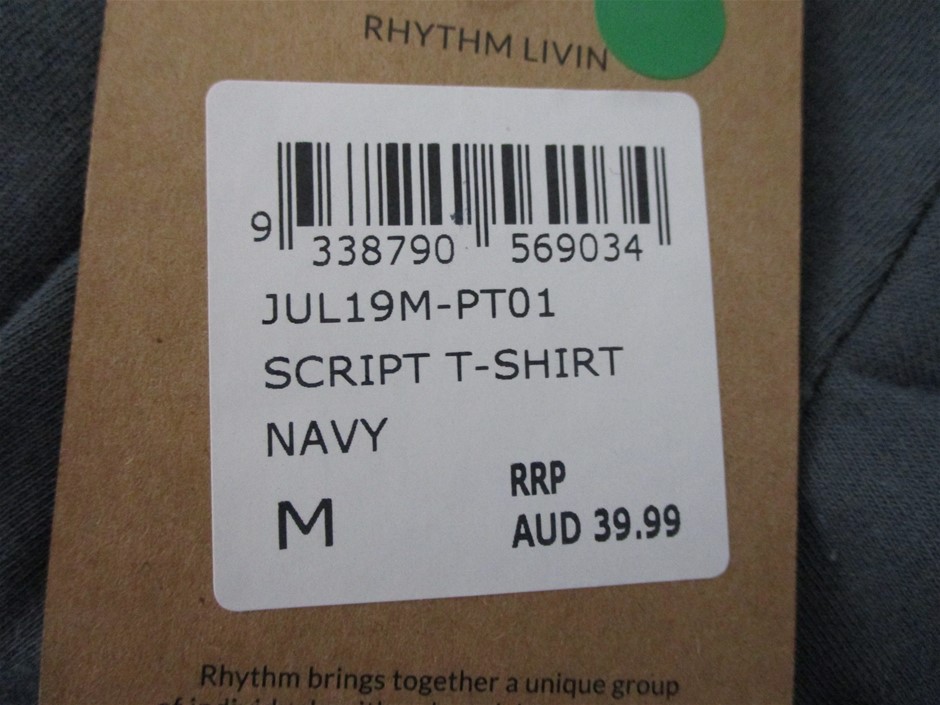 RHYTHM LIVIN
9 338790 569034
JUL19M-PT01
SCRIPT T-SHIRT
NAVY
M
RRP
AUD 39.99
Rhythm brings together a unique group